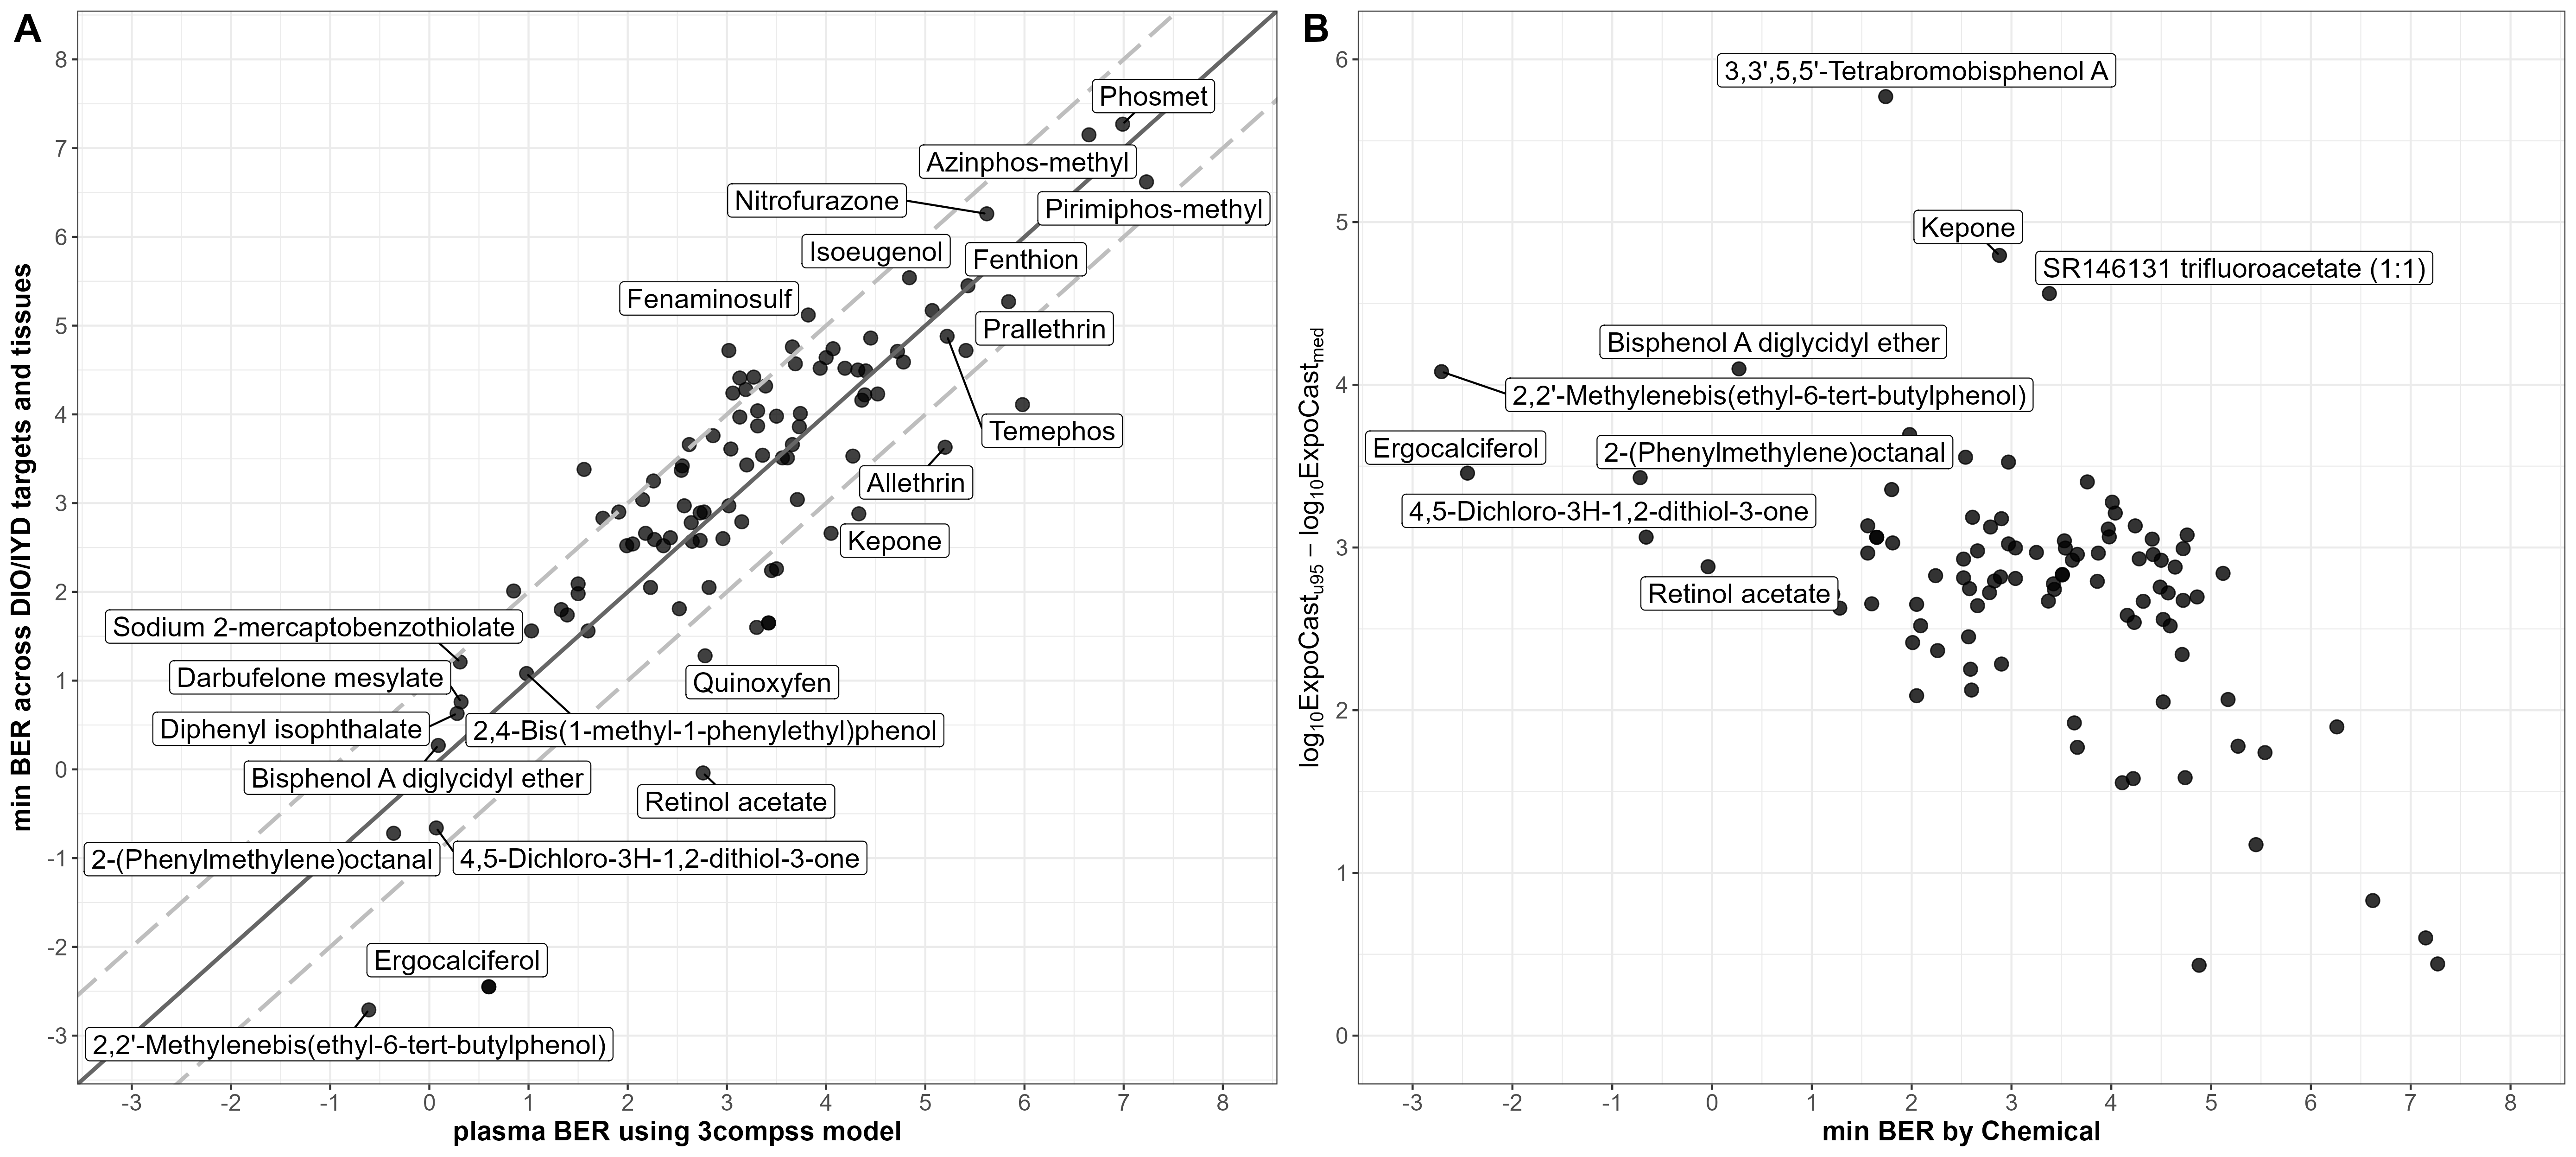 A
8
7
6
5
4
3
2
1
0
-1
-2
-3
min BER across DIO/IYD targets and tissues
Phosmet
Azinphos-methyl
Nitrofurazone
Pirimiphos-methyl
Isoeugenol
Fenthion
Fenaminosulf
Prallethrin
Temephos
Allethrin
Kepone
Sodium 2-mercaptobenzothiolate
Darbufelone mesylate
Quinoxyfen
Diphenyl isophthalate
2,4-Bis(1-methyl-1-phenylethyl)phenol
Bisphenol A diglycidyl ether
Retinol acetate
2-(Phenylmethylene)octanal
4,5-Dichloro-3H-1,2-dithiol-3-one
Ergocalciferol
2,2'-Methylenebis(ethyl-6-tert-butylphenol)
-3 -2 -1 0 1 2 3 4 5 6 7 8
plasma BER using 3compss model
B
6
5
4
3
2
1
0
log10ExpoCastu95 − log10ExpoCastmed
3,3',5,5'-Tetrabromobisphenol A
Kepone
SR146131 trifluoroacetate (1:1)
Bisphenol A diglycidyl ether
2,2'-Methylenebis(ethyl-6-tert-butylphenol)
Ergocalciferol
2-(Phenylmethylene)octanal
4,5-Dichloro-3H-1,2-dithiol-3-one
Retinol acetate
-3 -2 -1 0 1 2 3 4 5 6 7 8
min BER by Chemical